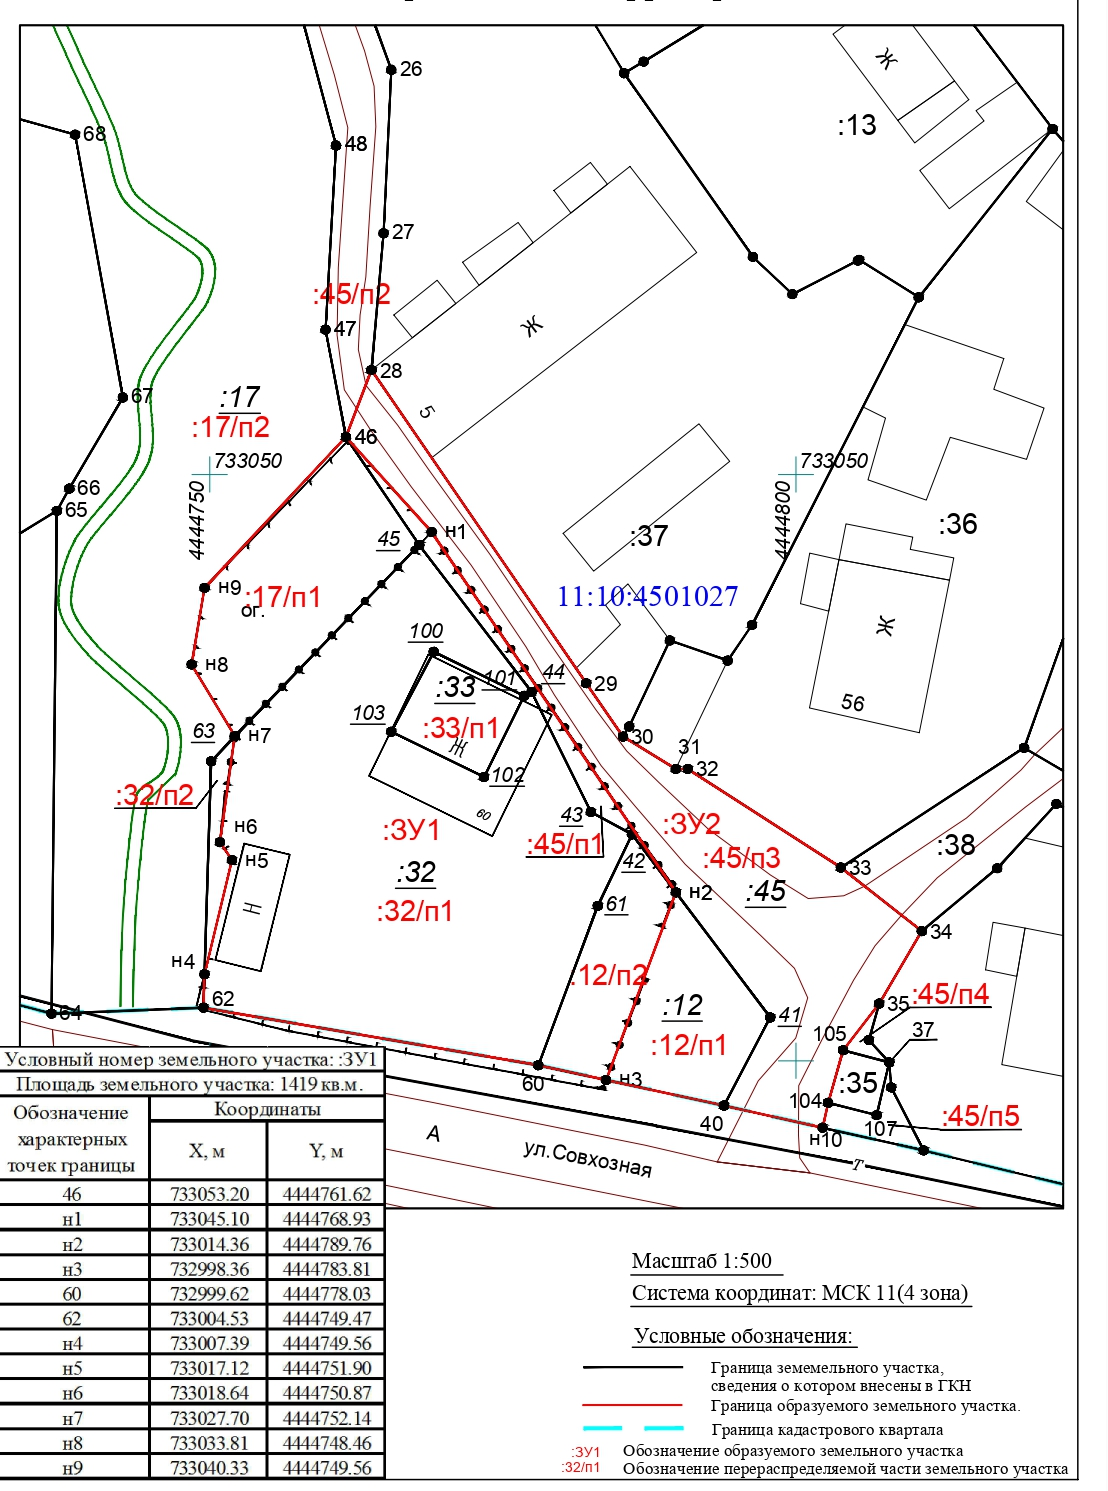 26
68
48
:13
Ж
27
:45/п2
47
Ж
28
67
:17
5
:17/п2
46
733050
733050
66
4444750
4444800
65
:36
н1
:37
45
н9
:17/п1
11:10:4501027
ог.
Ж
100
н8
44
101
:33
29
56
103
:33/п1
63
н7
30
Ж
31
32
102
:32/п2
60
43
н6
:ЗУ1
:ЗУ2
:45/п1
:38
н5
42
:45/п3
33
:32
:45
н2
Н
61
:32/п1
34
н4
:12/п2
:45/п4
62
:12
35
64
41
105
37
:12/п1
60
н3
:35
104
40
107
:45/п5
н10
А
ул.Совхозная
Т
Условный номер земельного участка: :ЗУ1
Площадь земельного участка: 1419 кв.м.
Обозначение характерных точек границы
Координаты
X, м Y, м
46 733053.20 4444761.62
н1 733045.10 4444768.93
н2 733014.36 4444789.76
н3 732998.36 4444783.81
60 732999.62 4444778.03
62 733004.53 4444749.47
н4 733007.39 4444749.56
н5 733017.12 4444751.90
н6 733018.64 4444750.87
н7 733027.70 4444752.14
н8 733033.81 4444748.46
н9 733040.33 4444749.56
Масштаб 1:500
Система координат: МСК 11(4 зона)
Условные обозначения:
Граница землемельного участка,
сведения о котором внесены в ГКН
Граница образуемого земельного участка.
Граница кадастрового квартала
:ЗУ1 Обозначение образуемого земельного участка
:32/п1 Обозначение перераспределяемой части земельного участка